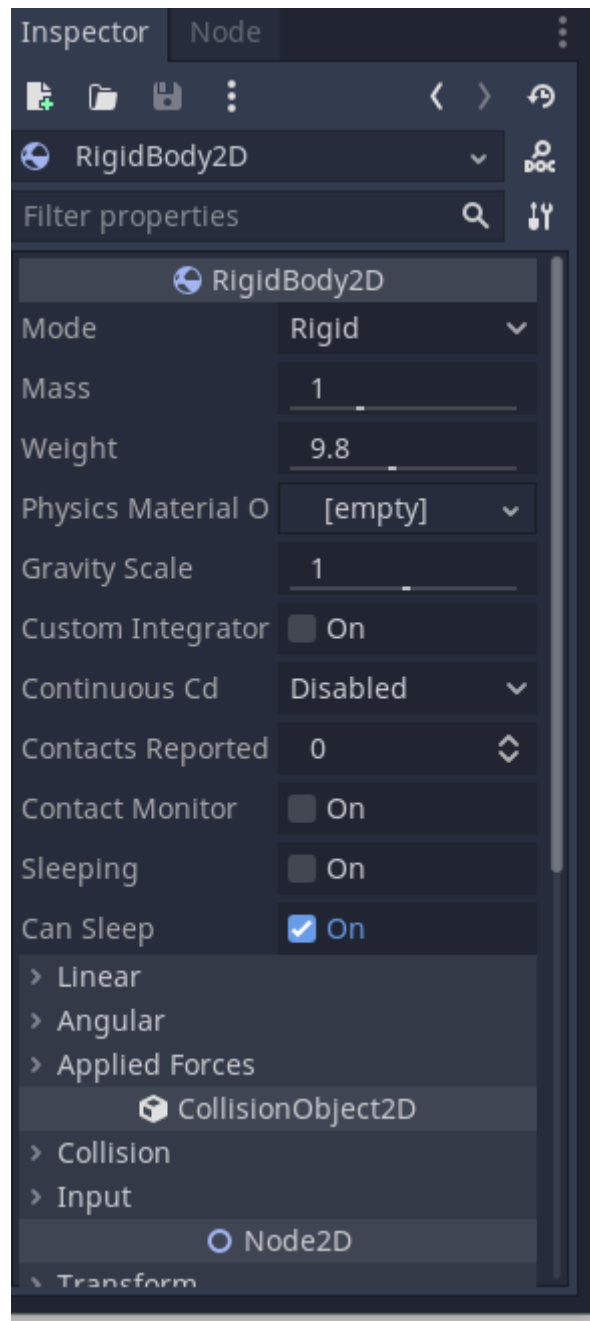 Inspector Node
RigidBody2D
DOC
Filter properties
RigidBody2D
Mode Rigid
Mass 1
Weight 9.8
Physics Material O [empty]
Gravity Scale 1
Custom Integrator On
Continuous Cd Disabled
Contacts Reported 0
Contact Monitor On
Sleeping On
Can Sleep On
Linear
Angular
Applied Forces
CollisionObject2D
Collision
Input
Node2D
Transform